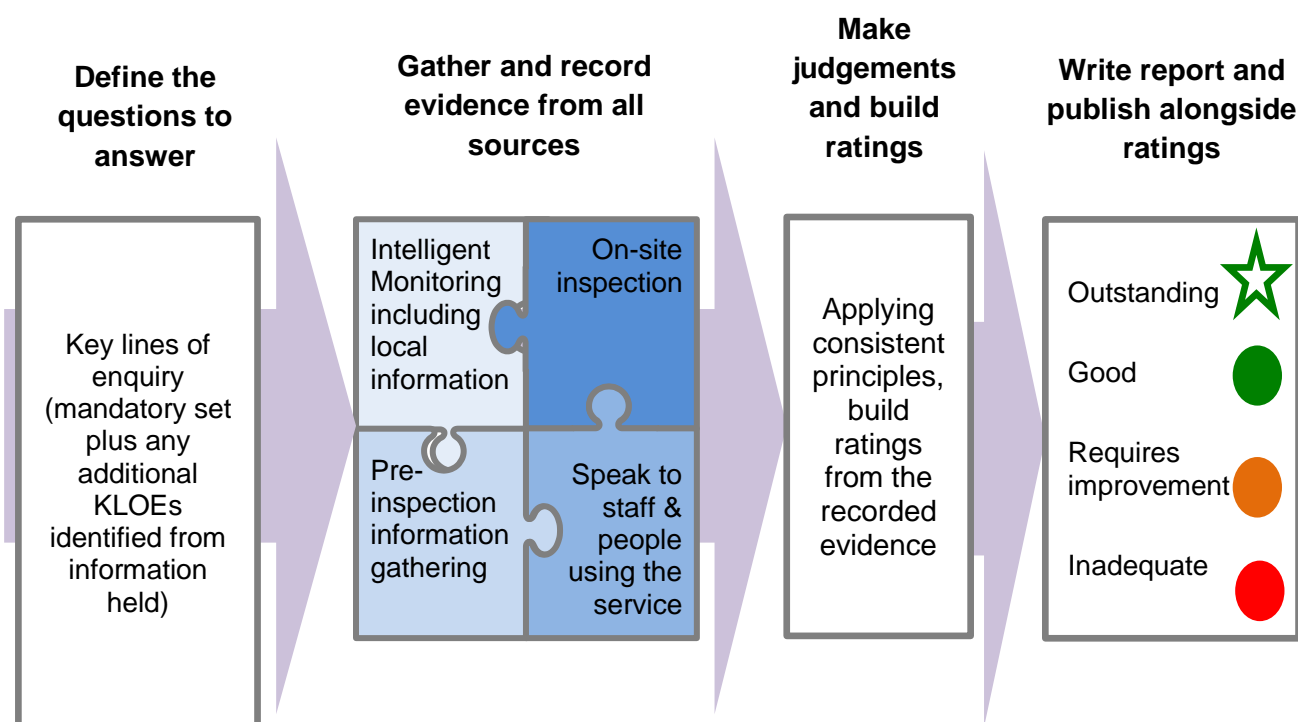 Define the
questions to
answer
Key lines of
enquiry
(mandatory set
plus any
additional
KLOEs
identified from
information
held)
Gather and record
evidence from all
sources
Intelligent
Monitoring
including
local
information
On-site
inspection
Pre-
inspection
information
gathering
Speak to
staff &
people
using the
service
Make
judgements
and build
ratings
Applying
consistent
principles,
build
ratings
from the
recorded
evidence
Write report and
publish alongside
ratings
Outstanding
Good
Requires
improvement
Inadequate